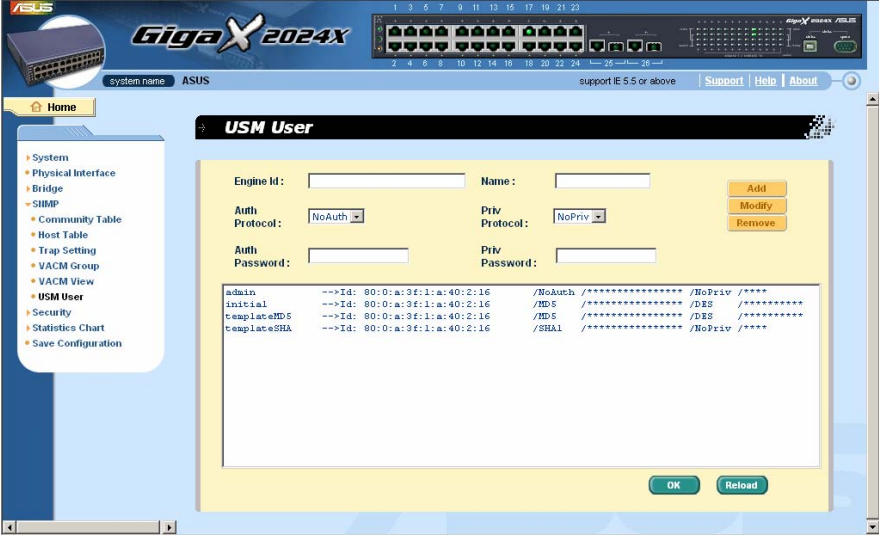 ASUS
GigaX 2024X
1 3 5 7 9 11 13 15 17 19 21 23
2 4 6 8 10 12 14 16 18 20 22 24 25 26
GigaX 2024X ASUS
system name ASUS
support IE 5.5 or above
Support | Help | About
Home
System
Physical Interface
Bridge
SNMP
Community Table
Host Table
Trap Setting
VACM Group
VACM View
USM User
Security
Statistics Chart
Save Configuration
USM User
Engine Id :
Name :
Auth Protocol : NoAuth
Priv Protocol : NoPriv
Auth Password :
Priv Password :
Add
Modify
Remove
admin -->Id: 80:0:a:3f:1:a:40:2:16 /NoAuth /**************** /NoPriv /****
initial -->Id: 80:0:a:3f:1:a:40:2:16 /MD5 /**************** /DES /**********
templateMD5 -->Id: 80:0:a:3f:1:a:40:2:16 /MD5 /**************** /DES /**********
templateSHA -->Id: 80:0:a:3f:1:a:40:2:16 /SHA1 /**************** /NoPriv /****
OK
Reload